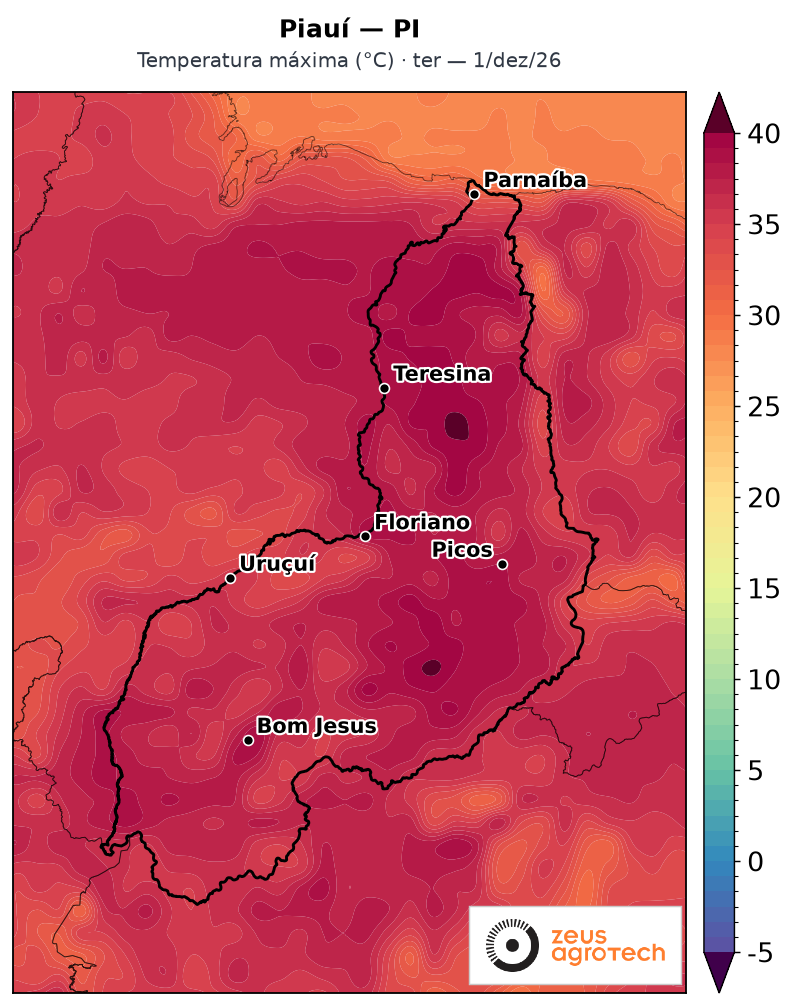 Piauí — PI
Temperatura máxima (°C) · ter — 1/dez/26
Parnaíba
Teresina
Floriano
Picos
Uruçuí
Bom Jesus
40
35
30
25
20
15
10
5
0
-5
zeus
agrotech